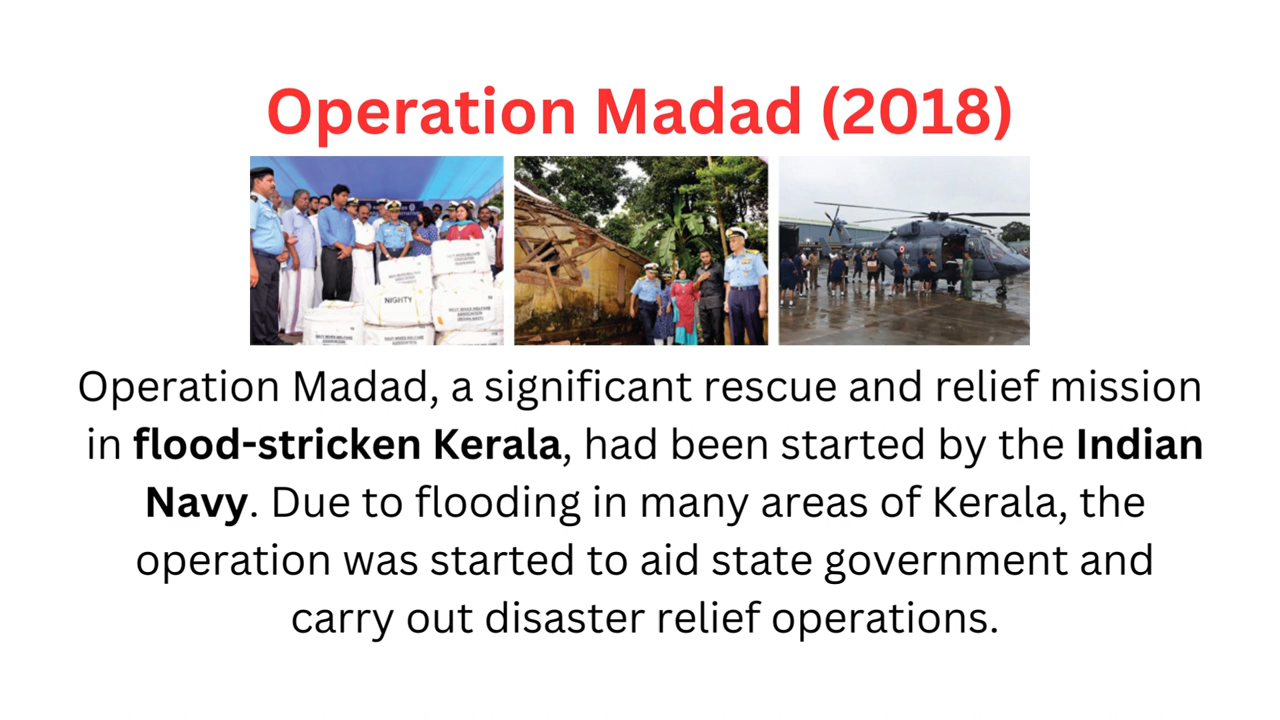 Operation Madad (2018)
NIGHTY
Operation Madad, a significant rescue and relief mission
in flood-stricken Kerala, had been started by the Indian
Navy. Due to flooding in many areas of Kerala, the
operation was started to aid state government and
carry out disaster relief operations.